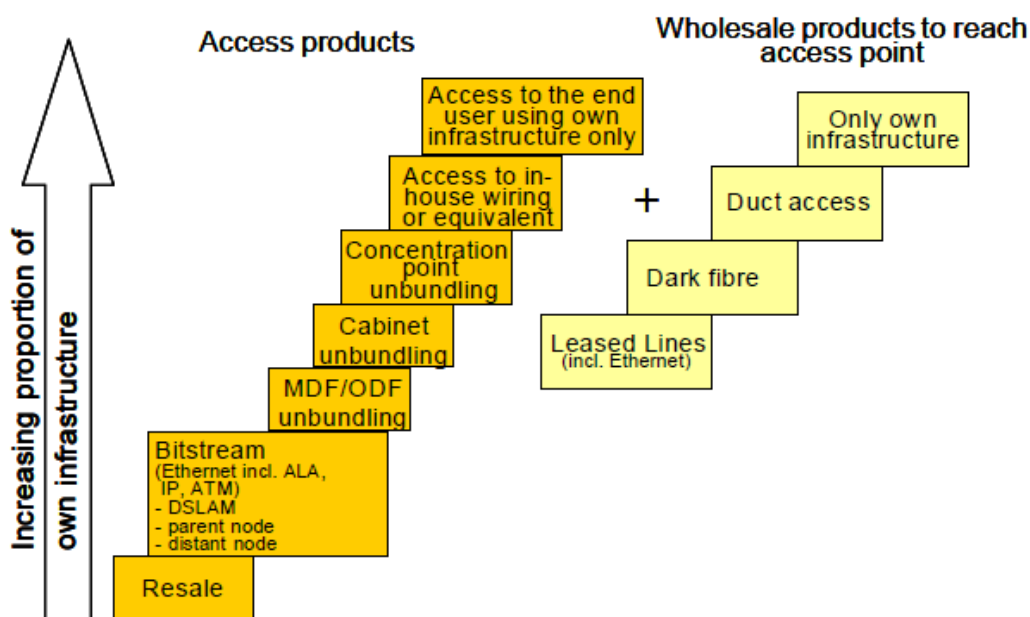 Access products
Wholesale products to reach
access point
Increasing proportion of
own infrastructure
Access to the end
user using own
infrastructure only
Access to in-
house wiring
or equivalent
Concentration
point
unbundling
Cabinet
unbundling
MDF/ODF
unbundling
Bitstream
(Ethernet incl. ALA,
IP, ATM)
- DSLAM
- parent node
- distant node
Resale
+
Only own
infrastructure
Duct access
Dark fibre
Leased Lines
(incl. Ethernet)